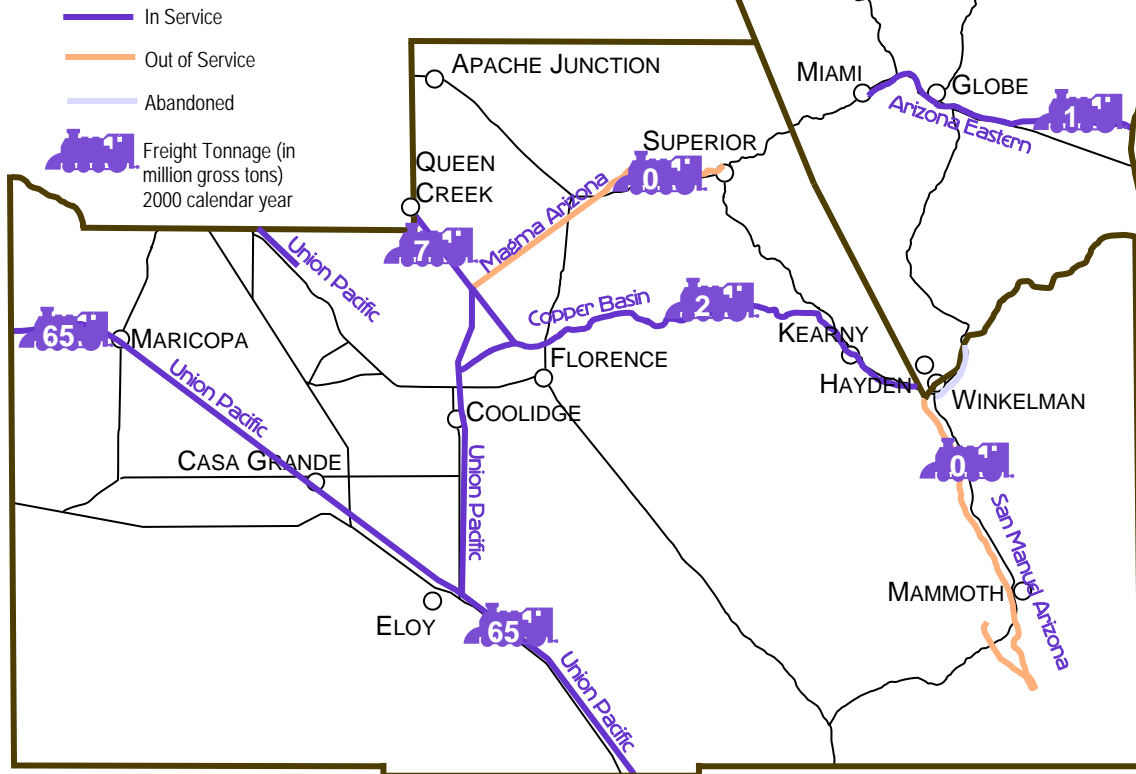 In Service
Out of Service
Abandoned
Freight Tonnage (in
million gross tons)
2000 calendar year
APACHE JUNCTION
MIAMI
GLOBE
1
Arizona Eastern
SUPERIOR
0
QUEEN
CREEK
7
Magma Arizona
Union Pacific
Copper Basin
2
65
MARICOPA
KEARNY
FLORENCE
HAYDEN
WINKELMAN
Union Pacific
COOLIDGE
CASA GRANDE
Union Pacific
0
San Manud Arizona
MAMMOTH
ELOY
65
Union Pacific